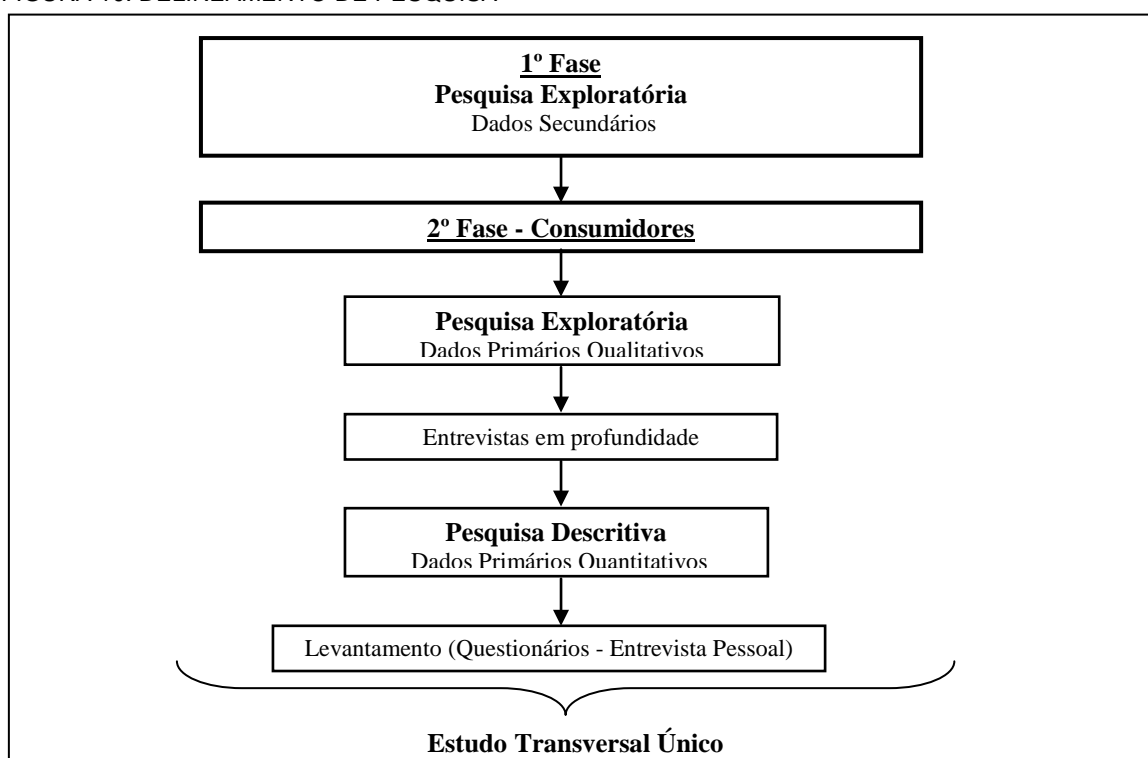 1º Fase
Pesquisa Exploratória
Dados Secundários
2º Fase - Consumidores
Pesquisa Exploratória
Dados Primários Qualitativos
Entrevistas em profundidade
Pesquisa Descritiva
Dados Primários Quantitativos
Levantamento (Questionários - Entrevista Pessoal)
Estudo Transversal Único